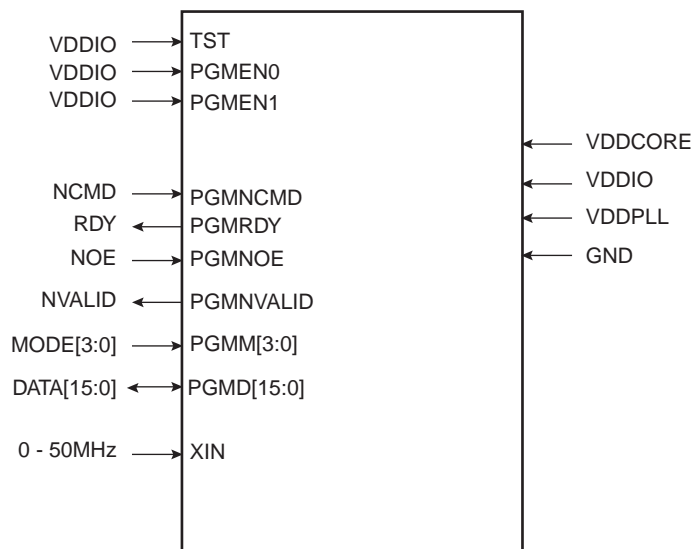 VDDIO TST
VDDIO PGMEN0
VDDIO PGMEN1
VDDCORE
VDDIO
NCMD PGMNCMD
VDDPLL
RDY PGMRDY
GND
NOE PGMNOE
NVALID PGMNVALID
MODE[3:0] PGMM[3:0]
DATA[15:0] PGMD[15:0]
0 - 50MHz XIN